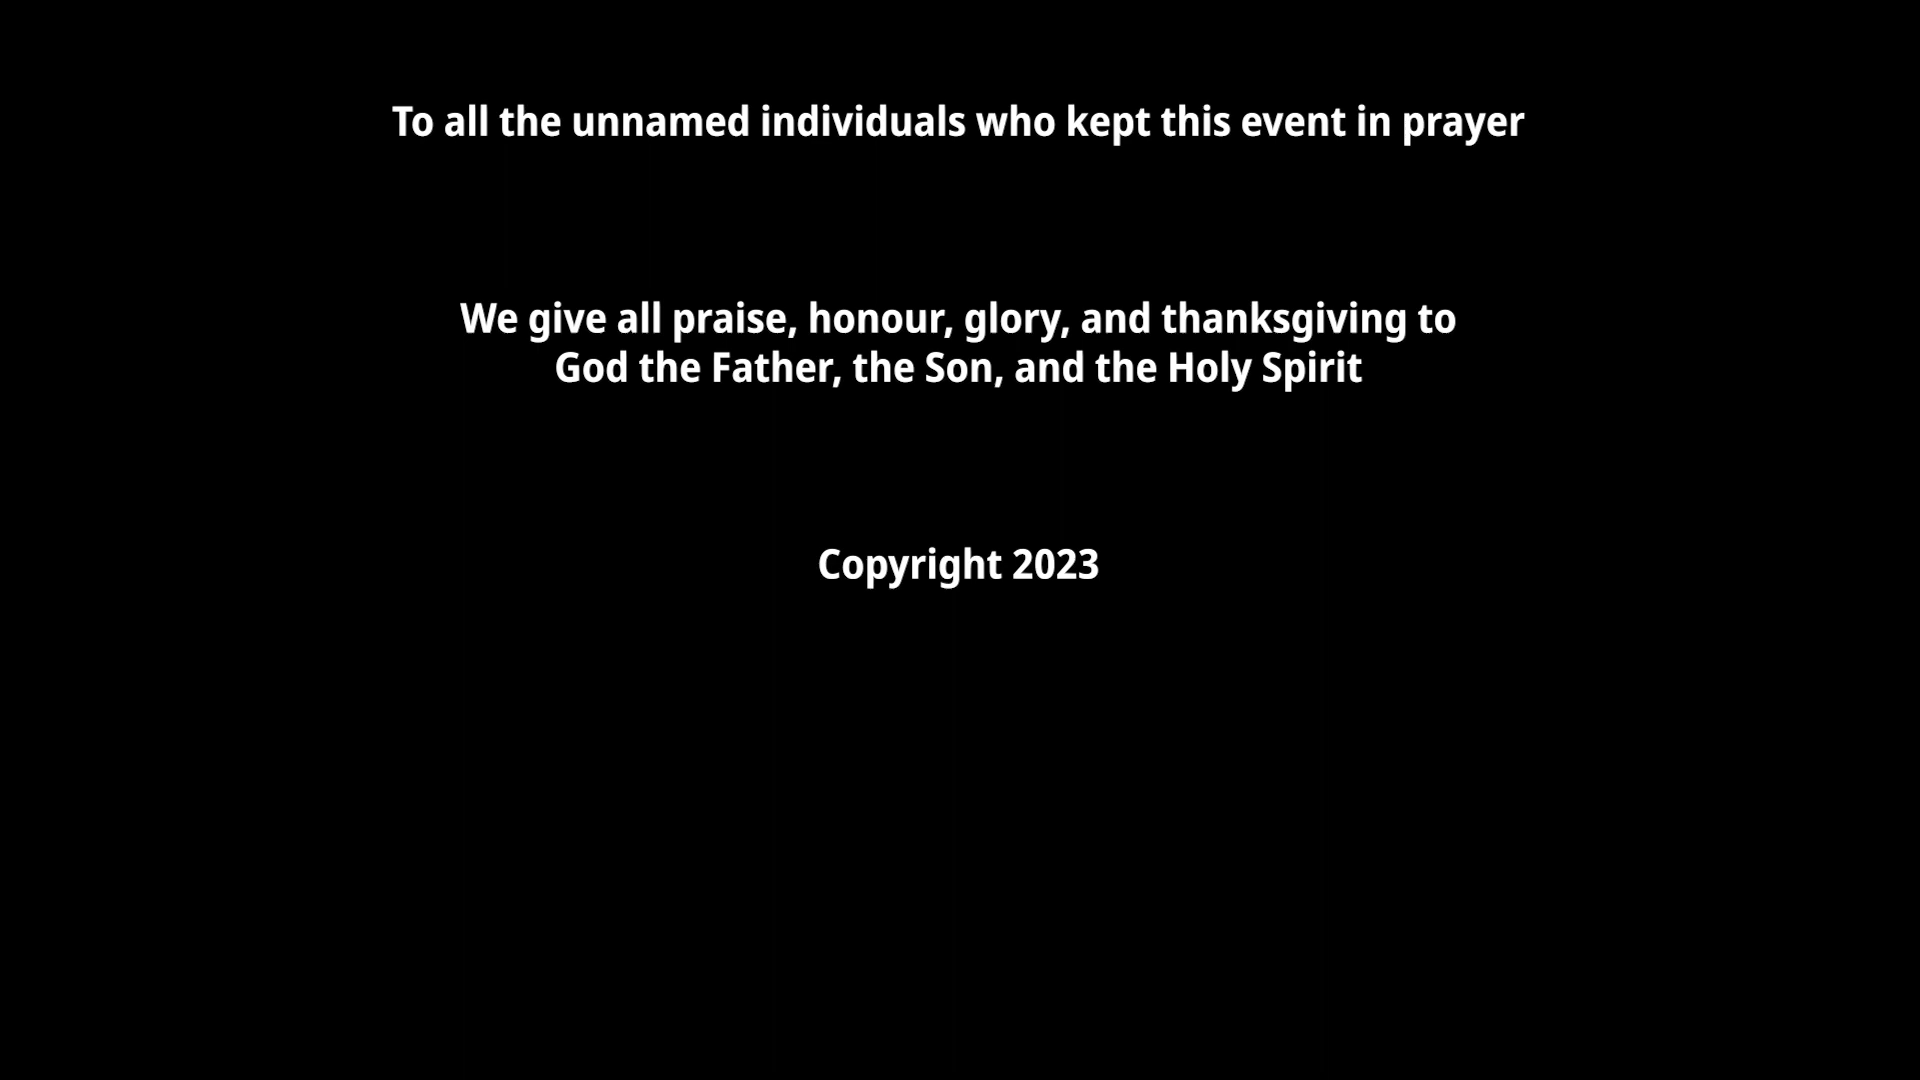 To all the unnamed individuals who kept this event in prayer
We give all praise, honour, glory, and thanksgiving to
God the Father, the Son, and the Holy Spirit
Copyright 2023